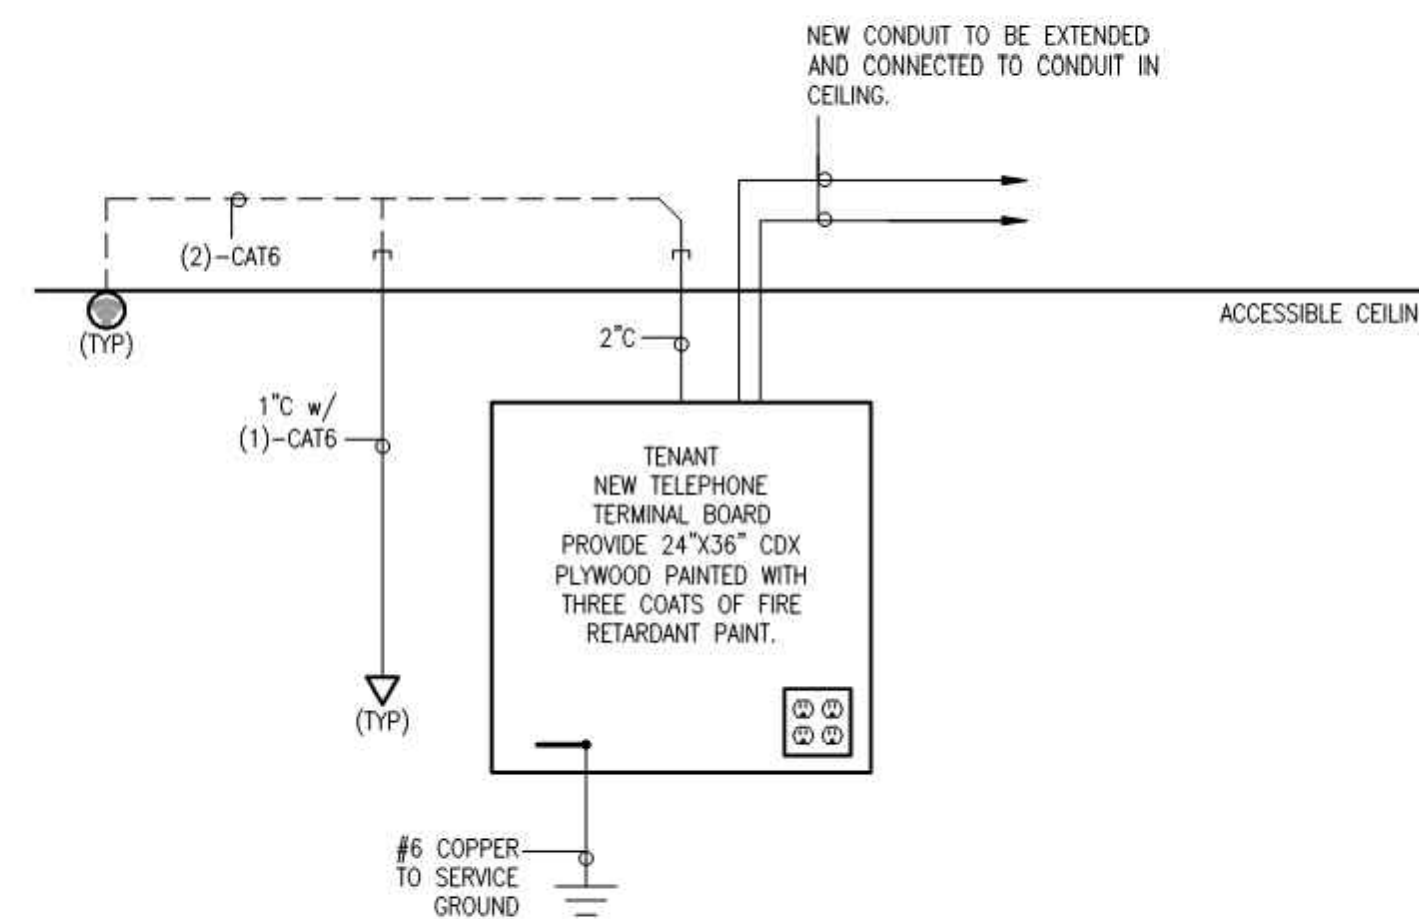 NEW CONDUIT TO BE EXTENDED
AND CONNECTED TO CONDUIT IN
CEILING.
(2)-CAT6
ACCESSIBLE CEILIN
(TYP)
2"C
1"C w/
(1)-CAT6
TENANT
NEW TELEPHONE
TERMINAL BOARD
PROVIDE 24"X36" CDX
PLYWOOD PAINTED WITH
THREE COATS OF FIRE
RETARDANT PAINT.
(TYP)
#6 COPPER
TO SERVICE
GROUND